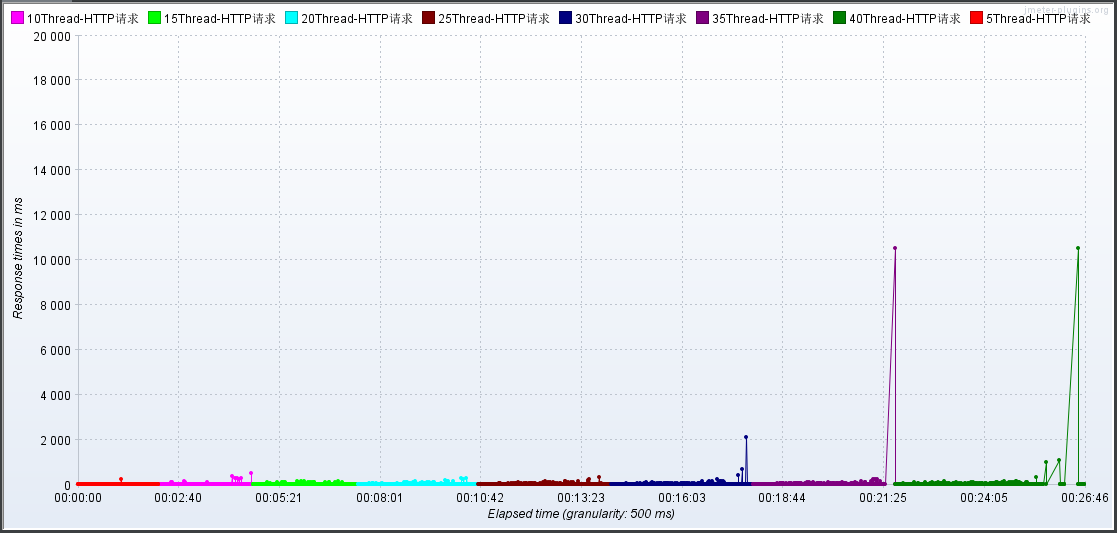 jmeter-plugins.org
10Thread-HTTP请求 15Thread-HTTP请求 20Thread-HTTP请求 25Thread-HTTP请求 30Thread-HTTP请求 35Thread-HTTP请求 40Thread-HTTP请求 5Thread-HTTP请求
20 000
18 000
16 000
14 000
12 000
10 000
8 000
6 000
4 000
2 000
0
Response times in ms
00:00:00 00:02:40 00:05:21 00:08:01 00:10:42 00:13:23 00:16:03 00:18:44 00:21:25 00:24:05 00:26:46
Elapsed time (granularity: 500 ms)